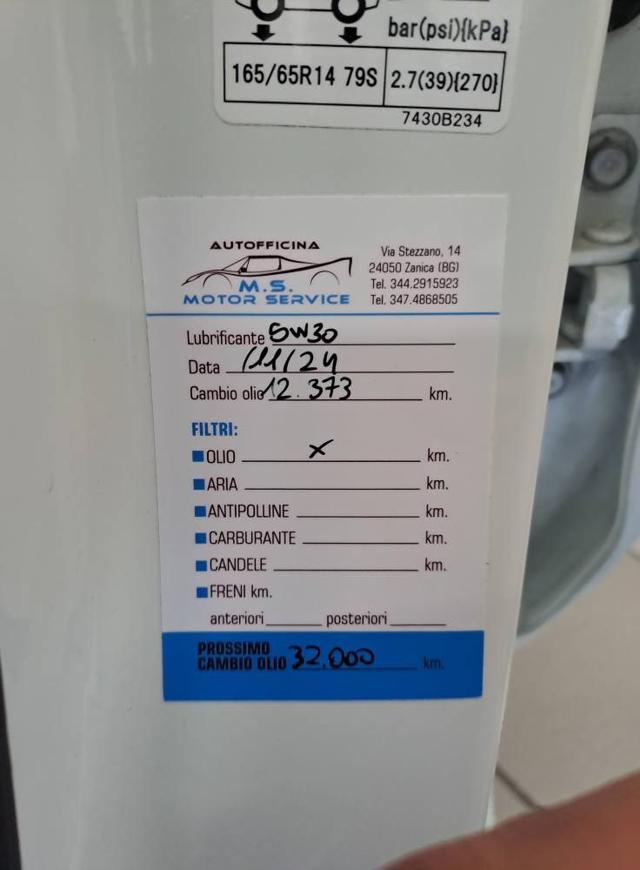 bar(psi){kPa}
165/65R14 79S 2.7(39){270}
7430B234
AUTOFFICINA
M.S.
MOTOR SERVICE
Via Stezzano, 14
24050 Zanica (BG)
Tel. 344.2915923
Tel. 347.4868505
Lubrificante 5W30
Data 1/11/24
Cambio olio 12.373 km.
FILTRI:
OLIO x km.
ARIA km.
ANTIPOLLINE km.
CARBURANTE km.
CANDELE km.
FRENI km.
anteriori posteriori
PROSSIMO
CAMBIO OLIO 32.000 km.